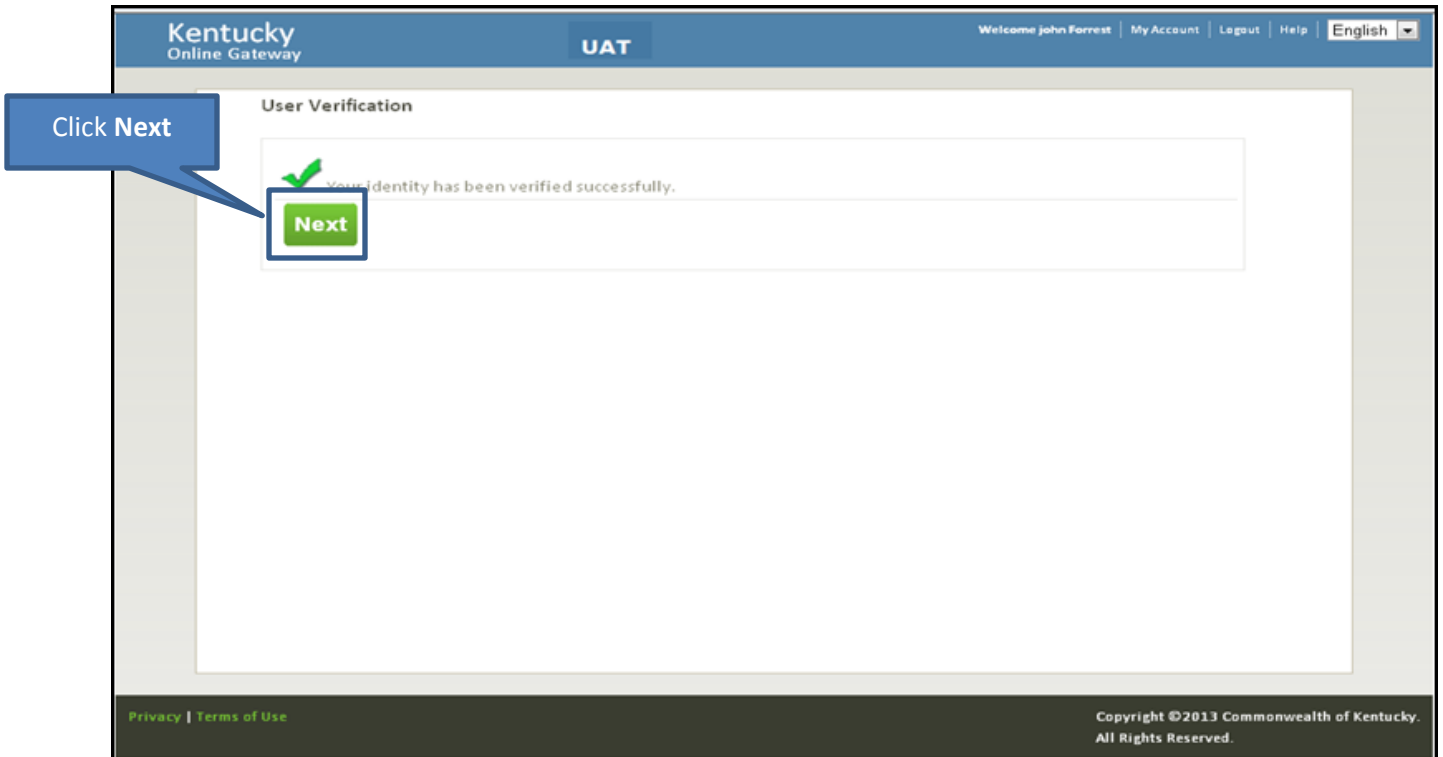 Kentucky
Online Gateway
UAT
Welcome john Forrest | My Account | Logout | Help | English
User Verification
Click Next
Your identity has been verified successfully.
Next
Privacy | Terms of Use
Copyright ©2013 Commonwealth of Kentucky.
All Rights Reserved.